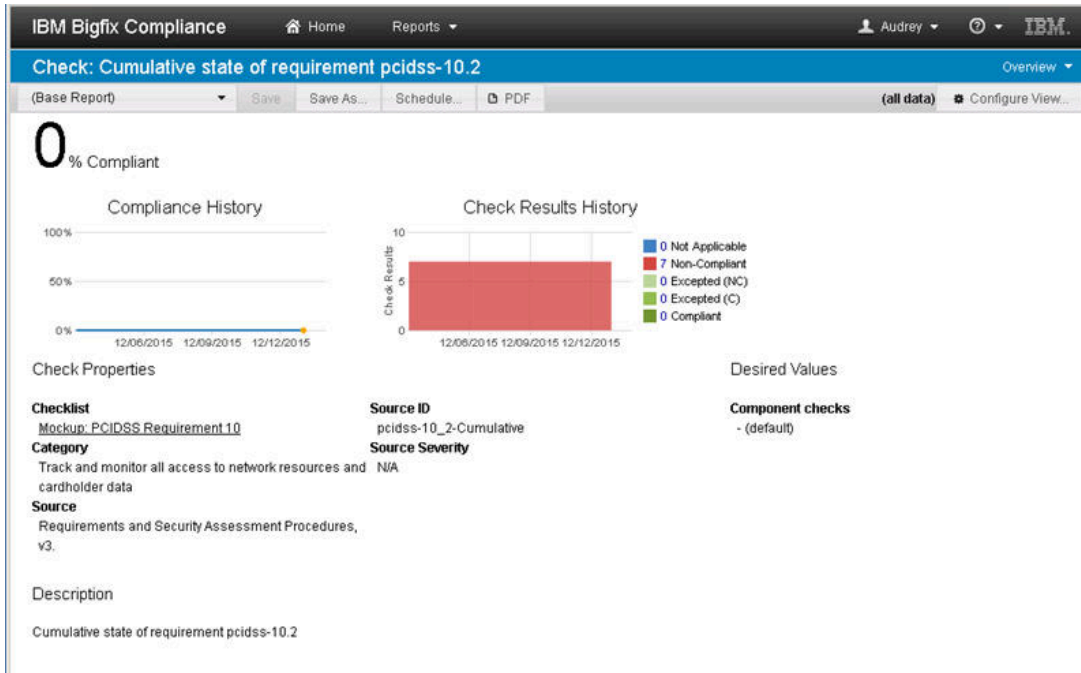 IBM Bigfix Compliance Home Reports Audrey IBM.
Check: Cumulative state of requirement pcidss-10.2 Overview
(Base Report) Save Save As... Schedule... PDF (all data) Configure View...
0 % Compliant
Compliance History
100%
50%
0%
12/06/2015 12/09/2015 12/12/2015
Check Results History
Check Results
10
5
0
12/06/2015 12/09/2015 12/12/2015
0 Not Applicable
7 Non-Compliant
0 Excepted (NC)
0 Excepted (C)
0 Compliant
Check Properties
Checklist
Mockup: PCIDSS Requirement 10
Category
Track and monitor all access to network resources and
cardholder data
Source
Requirements and Security Assessment Procedures,
v3.
Source ID
pcidss-10_2-Cumulative
Source Severity
N/A
Desired Values
Component checks
- (default)
Description
Cumulative state of requirement pcidss-10.2